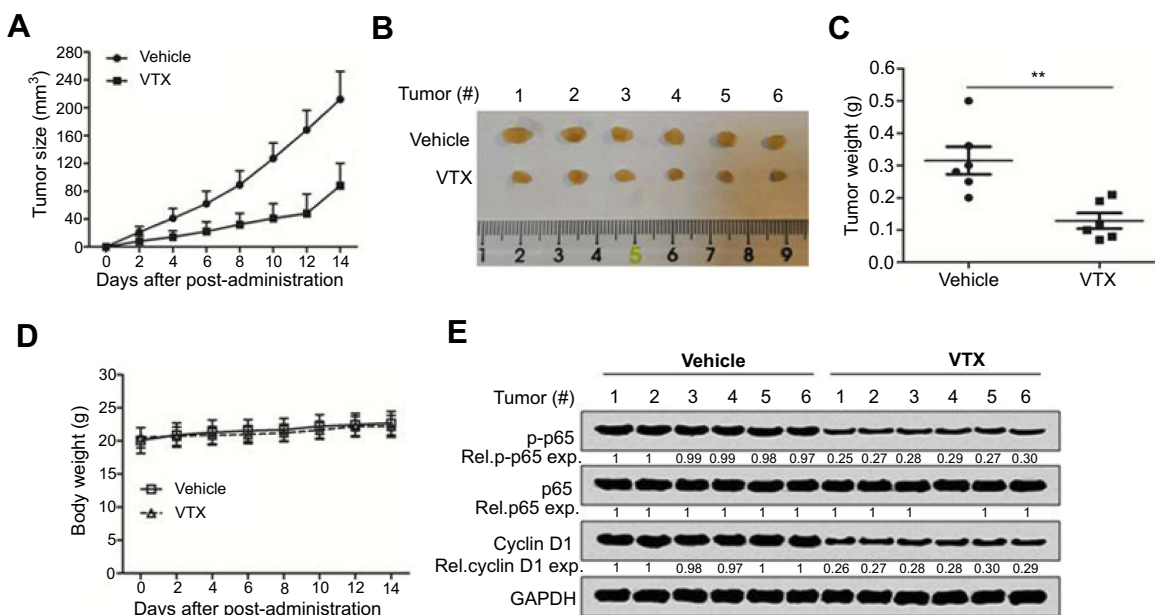 A
Tumor size (mm³)
280
240
200
160
120
80
40
0
Vehicle
VTX
0 2 4 6 8 10 12 14
Days after post-administration
B
Tumor (#) 1 2 3 4 5 6
Vehicle
VTX
1 2 3 4 5 6 7 8 9
C
Tumor weight (g)
0.6
0.5
0.4
0.3
0.2
0.1
0.0
**
Vehicle VTX
D
Body weight (g)
30
25
20
15
10
5
0
Vehicle
VTX
0 2 4 6 8 10 12 14
Days after post-administration
E
Vehicle VTX
Tumor (#) 1 2 3 4 5 6 1 2 3 4 5 6
p-p65
Rel.p-p65 exp. 1 1 0.99 0.99 0.98 0.97 0.25 0.27 0.28 0.29 0.27 0.30
p65
Rel.p65 exp. 1 1 1 1 1 1 1 1 1 1 1
Cyclin D1
Rel.cyclin D1 exp. 1 1 0.98 0.97 1 1 0.26 0.27 0.28 0.28 0.30 0.29
GAPDH